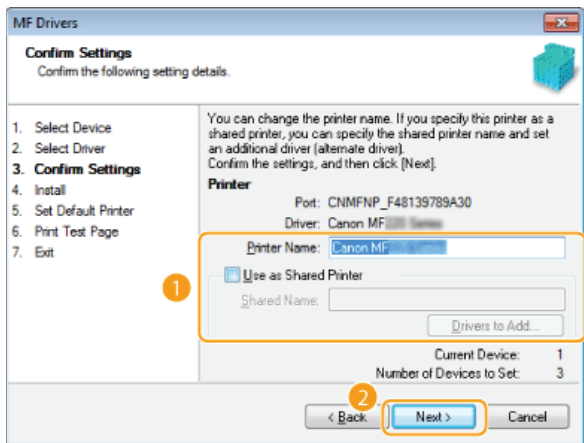 MF Drivers
Confirm Settings
Confirm the following setting details.
1. Select Device
2. Select Driver
3. Confirm Settings
4. Install
5. Set Default Printer
6. Print Test Page
7. Exit
You can change the printer name. If you specify this printer as a
shared printer, you can specify the shared printer name and set
an additional driver (alternate driver).
Confirm the settings, and then click [Next].
Printer
Port: CNMFNP_F48139789A30
Driver: Canon MF
Printer Name: Canon MF
1
Use as Shared Printer
Shared Name:
Drivers to Add...
Current Device: 1
Number of Devices to Set: 3
2
< Back
Next >
Cancel